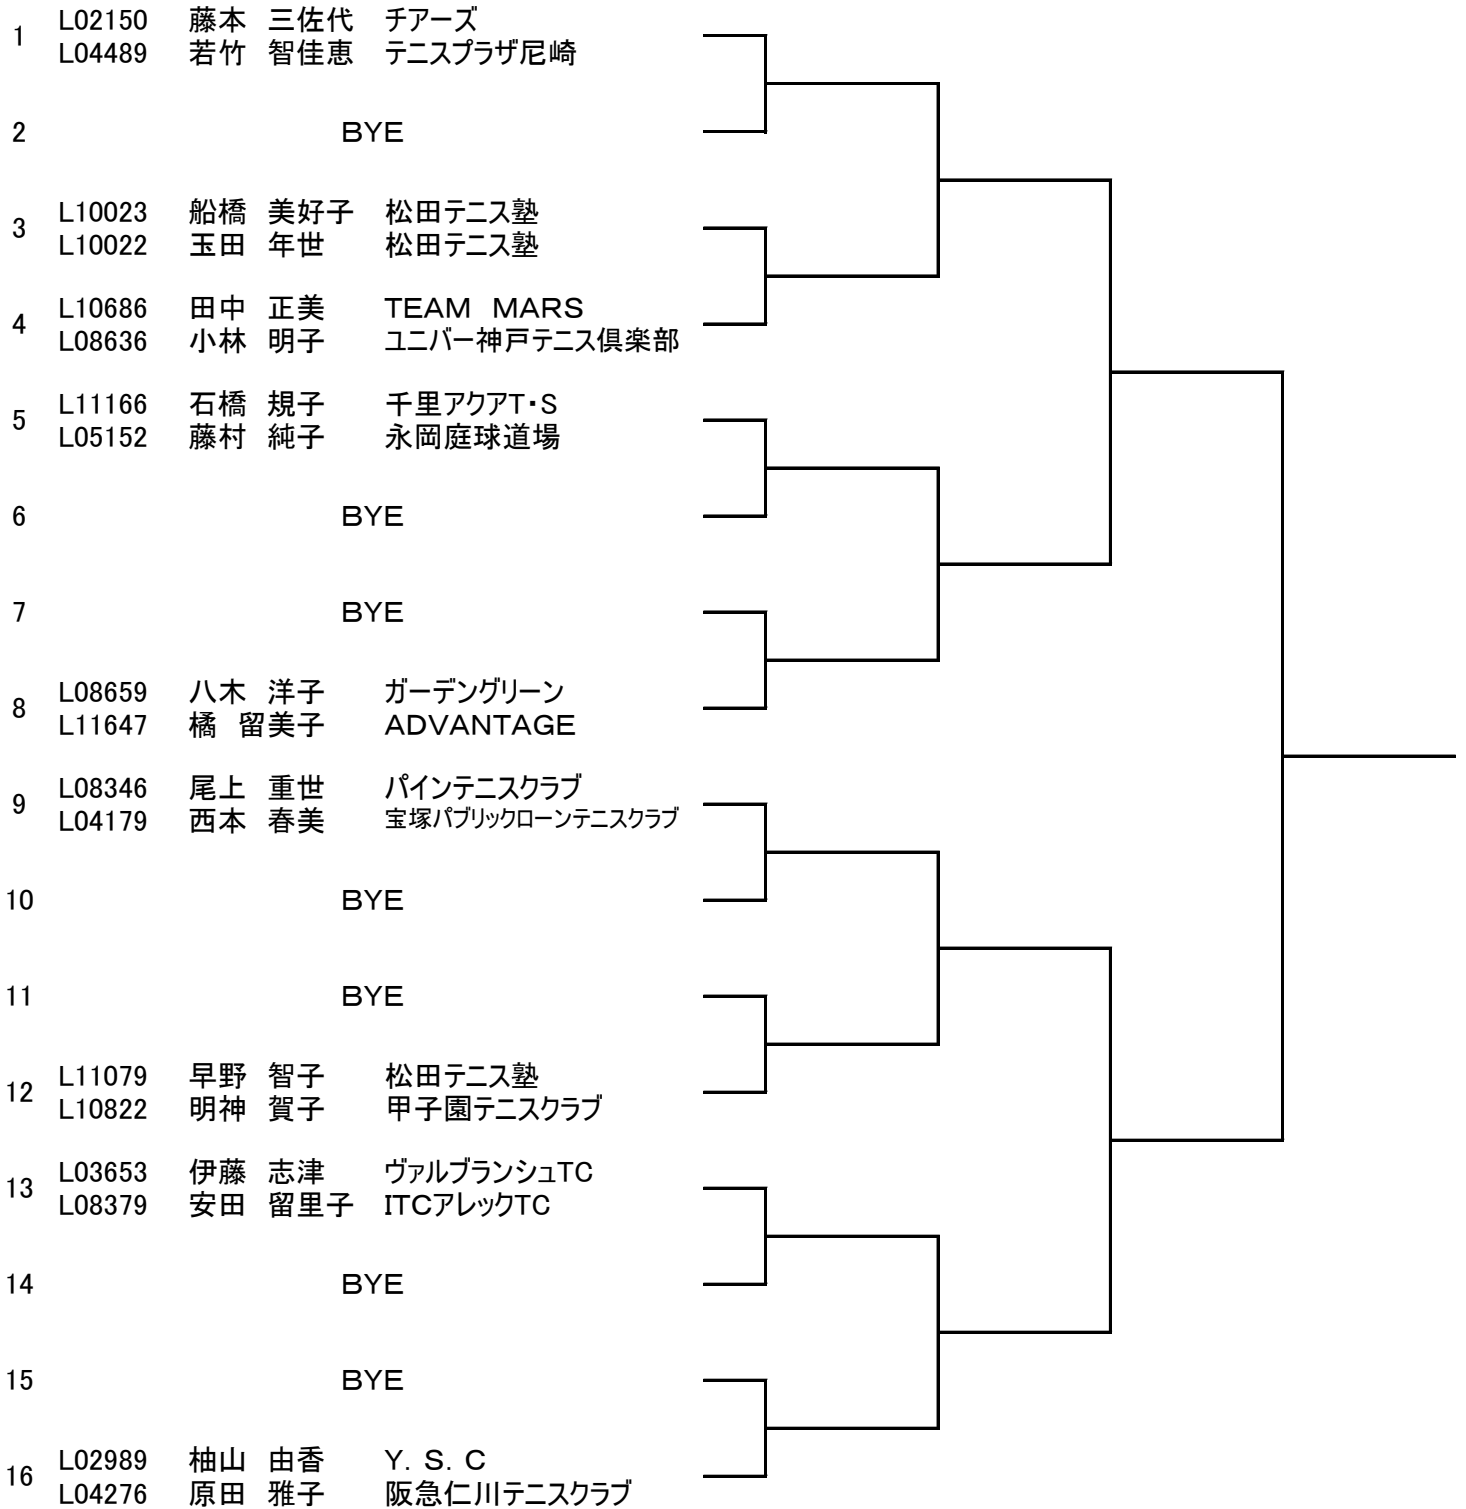 1 L02150 藤本 三佐代 チアーズ
L04489 若竹 智佳恵 テニスプラザ尼崎
2 BYE
3 L10023 船橋 美好子 松田テニス塾
L10022 玉田 年世 松田テニス塾
4 L10686 田中 正美 TEAM MARS
L08636 小林 明子 ユニバー神戸テニス倶楽部
5 L11166 石橋 規子 千里アクアT・S
L05152 藤村 純子 永岡庭球道場
6 BYE
7 BYE
8 L08659 八木 洋子 ガーデングリーン
L11647 橘 留美子 ADVANTAGE
9 L08346 尾上 重世 パインテニスクラブ
L04179 西本 春美 宝塚パブリックローンテニスクラブ
10 BYE
11 BYE
12 L11079 早野 智子 松田テニス塾
L10822 明神 賀子 甲子園テニスクラブ
13 L03653 伊藤 志津 ヴァルブランシュTC
L08379 安田 留里子 ITCアレックTC
14 BYE
15 BYE
16 L02989 柚山 由香 Y. S. C
L04276 原田 雅子 阪急仁川テニスクラブ